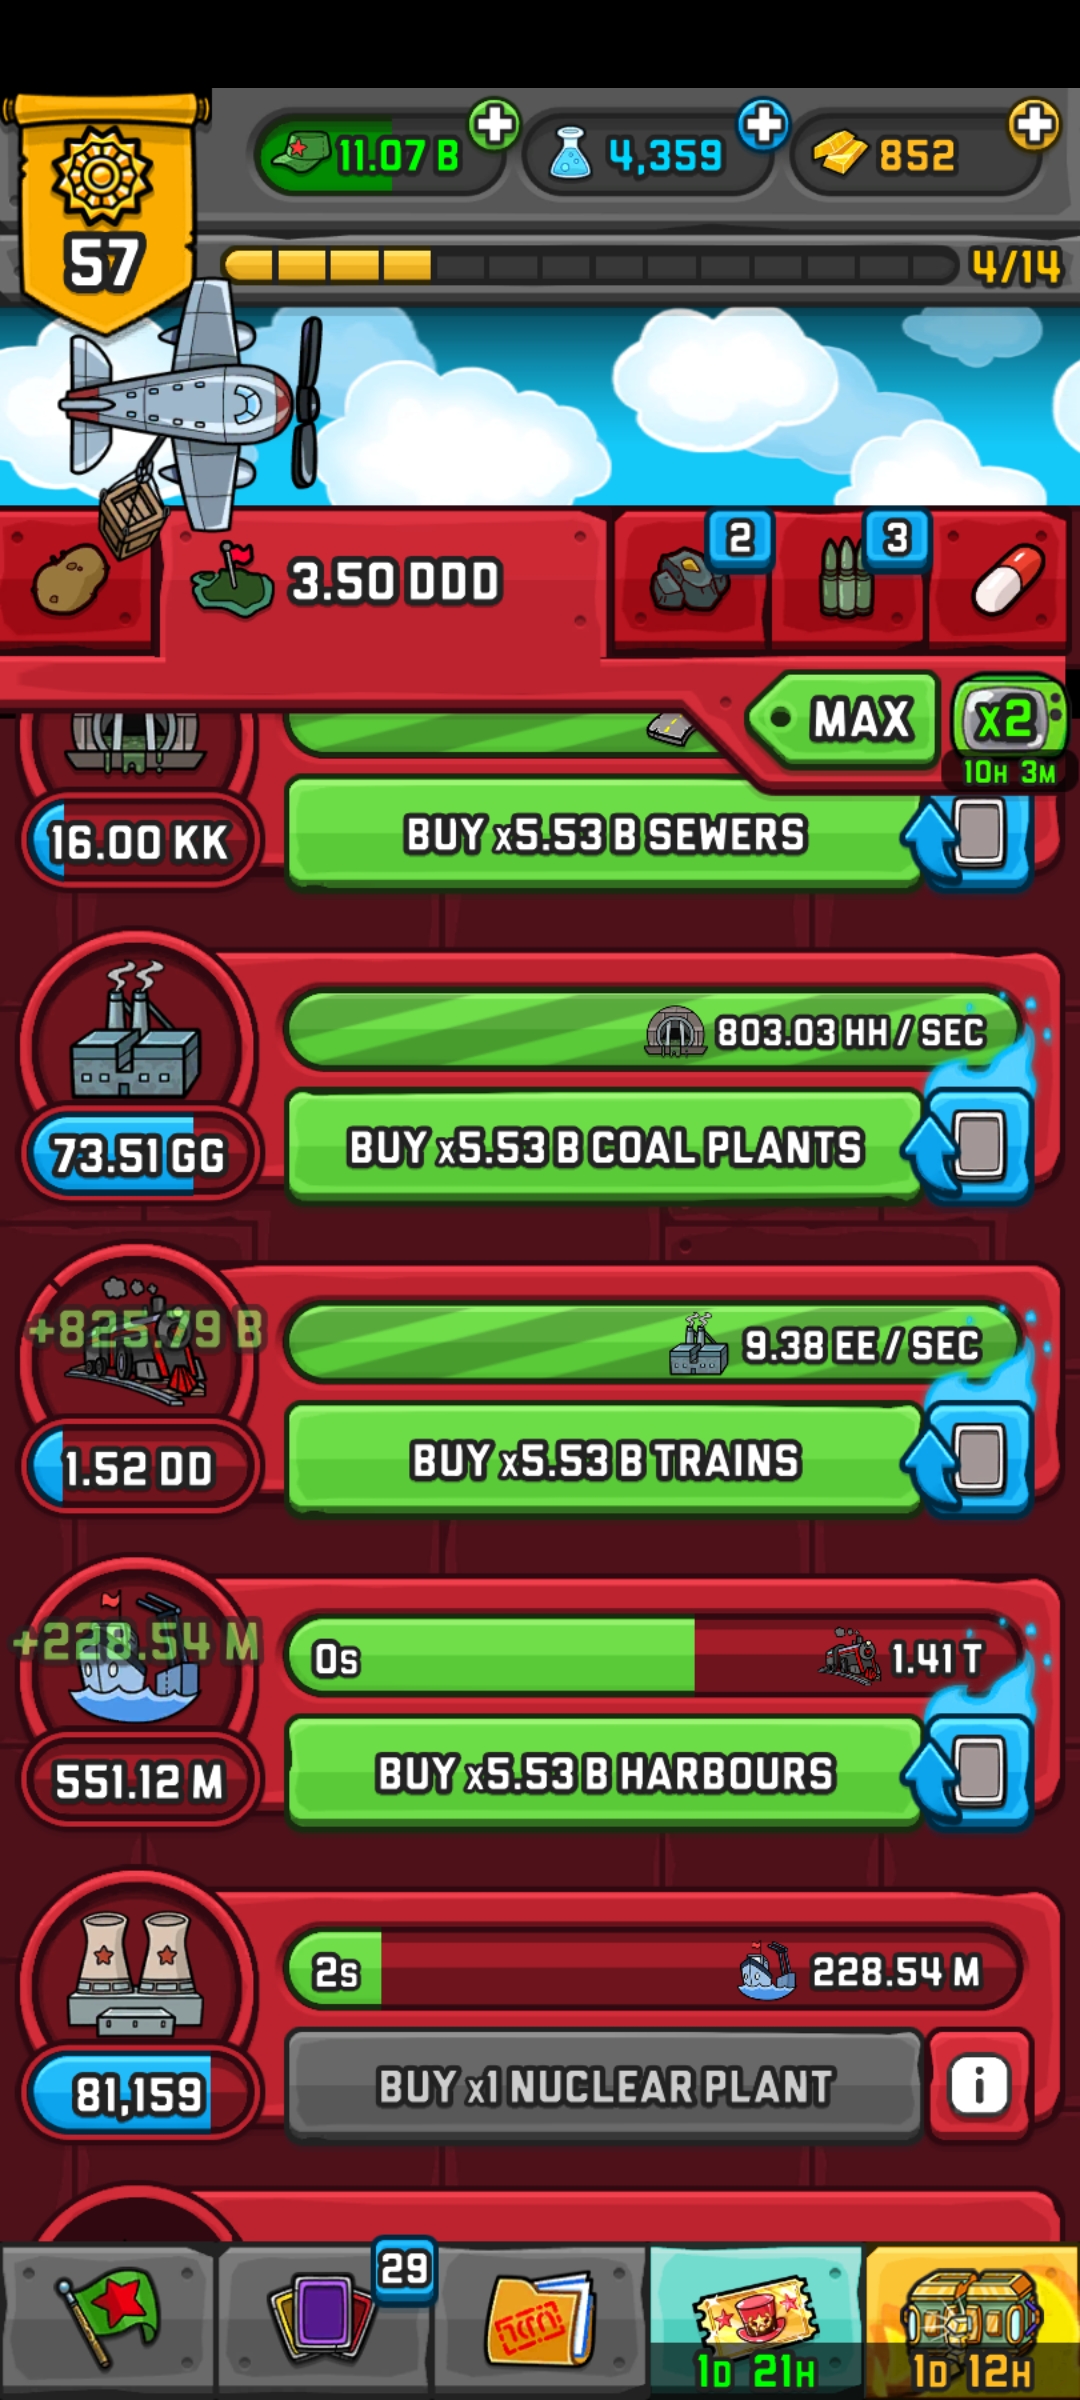 11.07 B
4,359
852
57
4/14
3.50 DDD
2
3
MAX
x2
10H 3M
16.00 KK
BUY x5.53 B SEWERS
803.03 HH / SEC
73.51 GG
BUY x5.53 B COAL PLANTS
+825.79 B
9.38 EE / SEC
1.52 DD
BUY x5.53 B TRAINS
+228.54 M
0s
1.41 T
551.12 M
BUY x5.53 B HARBOURS
2s
228.54 M
81,159
BUY x1 NUCLEAR PLANT
i
29
1D 21H
1D 12H